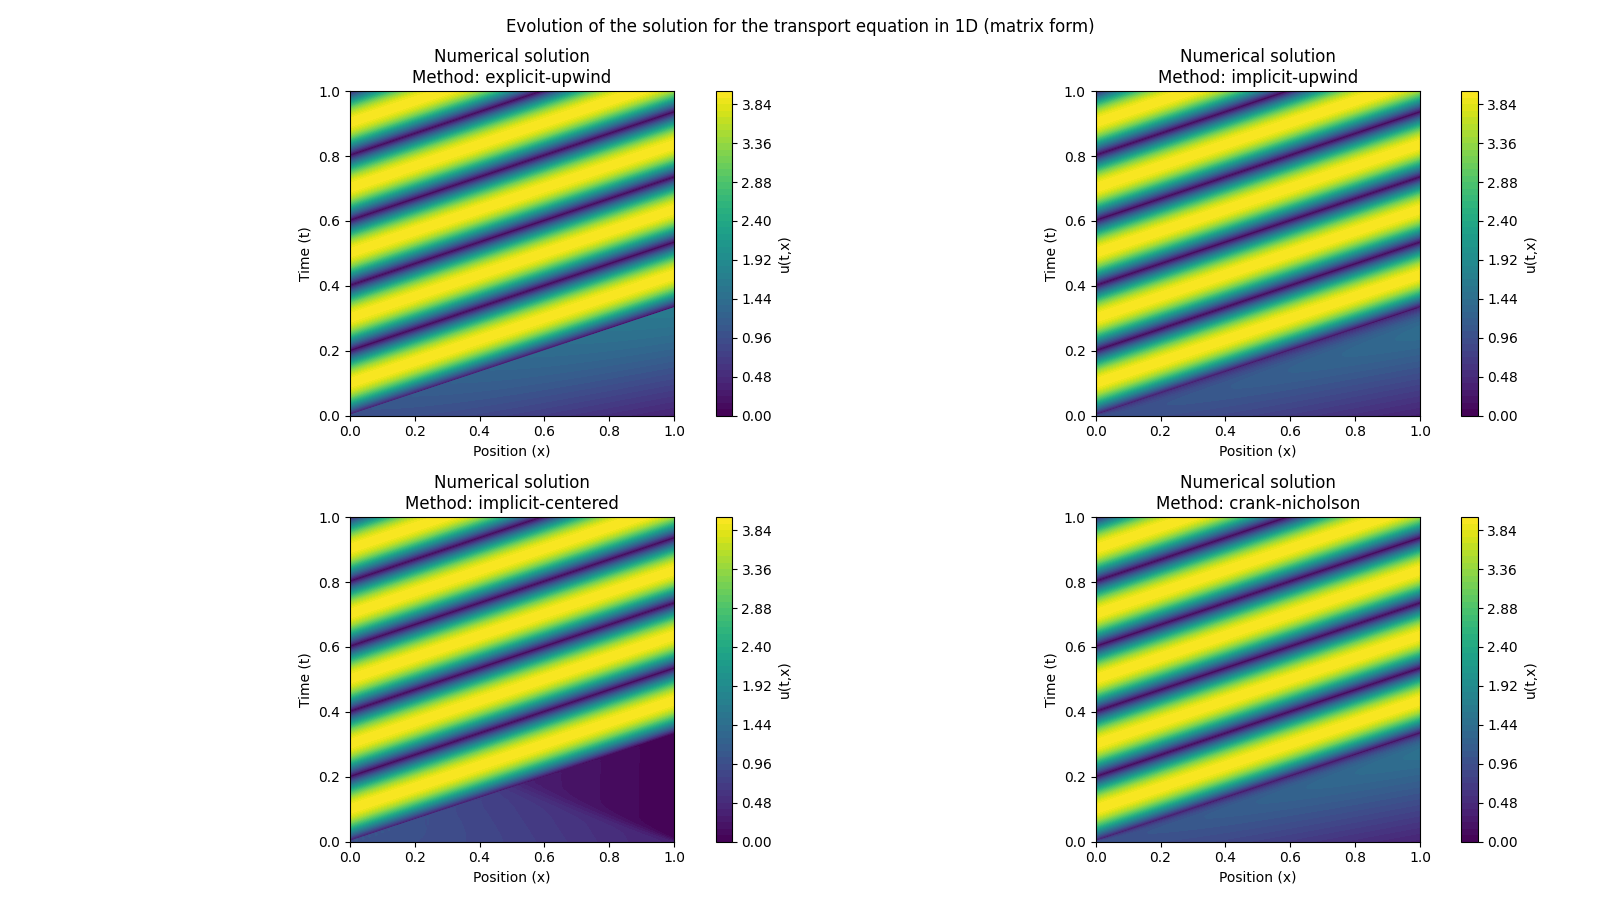 Evolution of the solution for the transport equation in 1D (matrix form)
Numerical solution
Method: explicit-upwind
1.0
0.8
0.6
0.4
0.2
0.0
Time (t)
0.0 0.2 0.4 0.6 0.8 1.0
Position (x)
3.84
3.36
2.88
2.40
1.92
1.44
0.96
0.48
0.00
u(t,x)
Numerical solution
Method: implicit-upwind
1.0
0.8
0.6
0.4
0.2
0.0
Time (t)
0.0 0.2 0.4 0.6 0.8 1.0
Position (x)
3.84
3.36
2.88
2.40
1.92
1.44
0.96
0.48
0.00
u(t,x)
Numerical solution
Method: implicit-centered
1.0
0.8
0.6
0.4
0.2
0.0
Time (t)
0.0 0.2 0.4 0.6 0.8 1.0
Position (x)
3.84
3.36
2.88
2.40
1.92
1.44
0.96
0.48
0.00
u(t,x)
Numerical solution
Method: crank-nicholson
1.0
0.8
0.6
0.4
0.2
0.0
Time (t)
0.0 0.2 0.4 0.6 0.8 1.0
Position (x)
3.84
3.36
2.88
2.40
1.92
1.44
0.96
0.48
0.00
u(t,x)